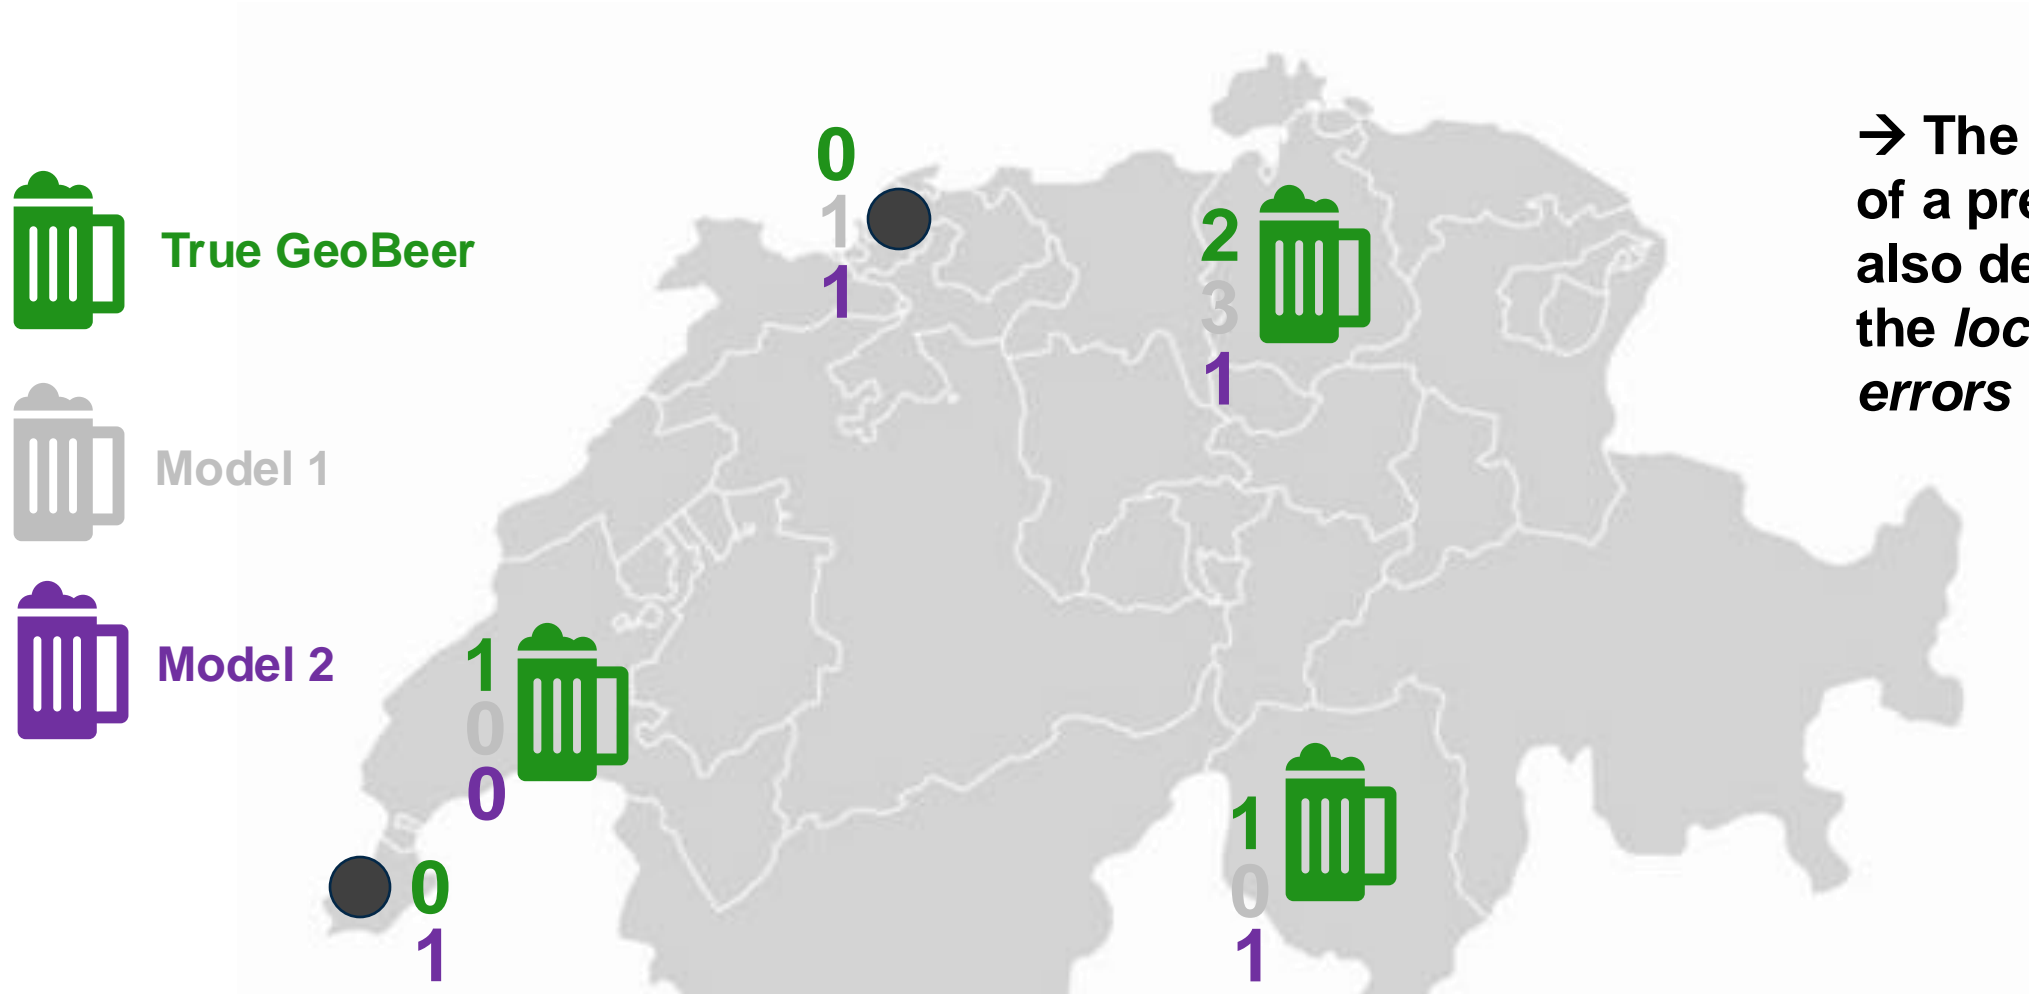 → The
of a pre
also de
the loc
errors
True GeoBeer
Model 1
Model 2
0
1
1
2
3
1
1
0
0
0
1
1
0
1